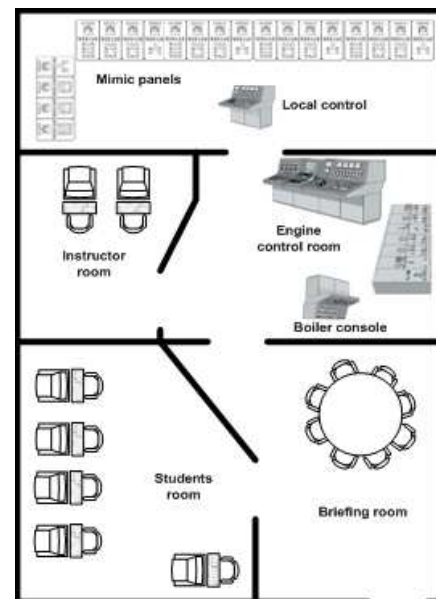 Mimic panels
Local control
Instructor
room
Engine
control room
Boiler console
Students
room
Briefing room